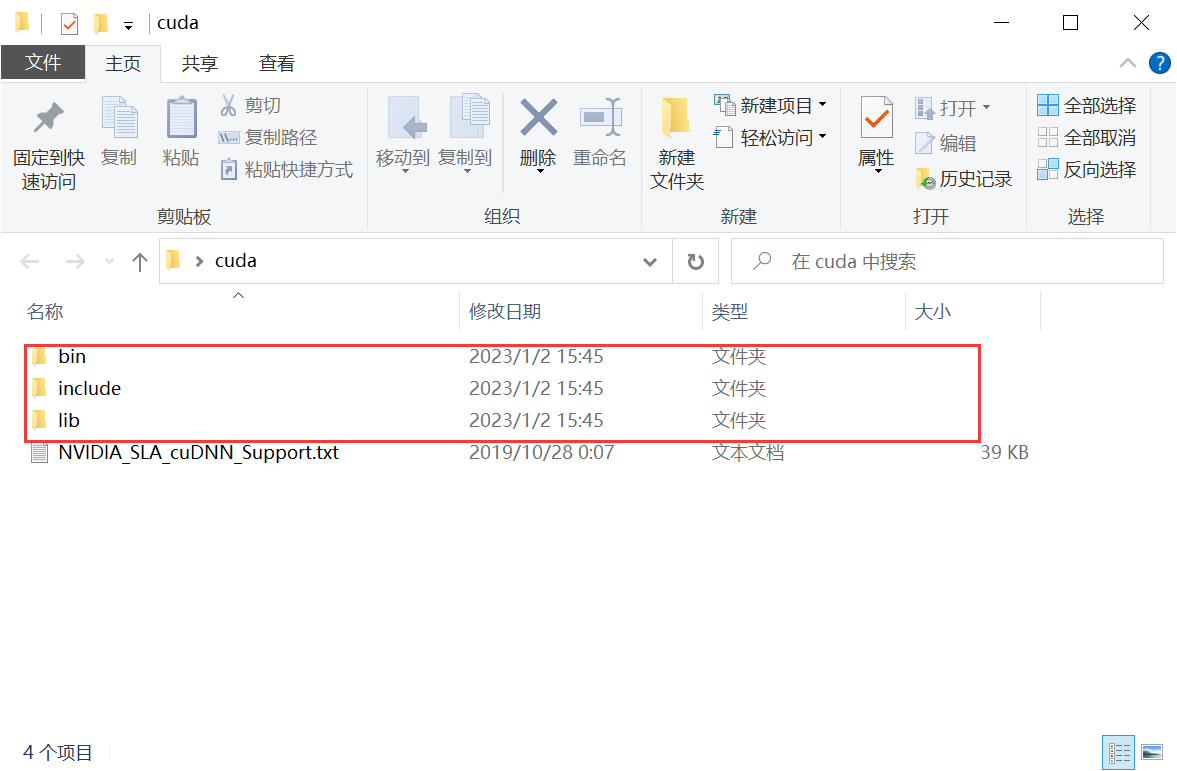 cuda
文件 主页 共享 查看
固定到快速访问
复制
粘贴
剪切
复制路径
粘贴快捷方式
剪贴板
移动到
复制到
删除
重命名
组织
新建文件夹
新建项目
轻松访问
新建
属性
打开
编辑
历史记录
打开
全部选择
全部取消
反向选择
选择
cuda
在 cuda 中搜索
名称 修改日期 类型 大小
bin 2023/1/2 15:45 文件夹
include 2023/1/2 15:45 文件夹
lib 2023/1/2 15:45 文件夹
NVIDIA_SLA_cuDNN_Support.txt 2019/10/28 0:07 文本文档 39 KB
4 个项目